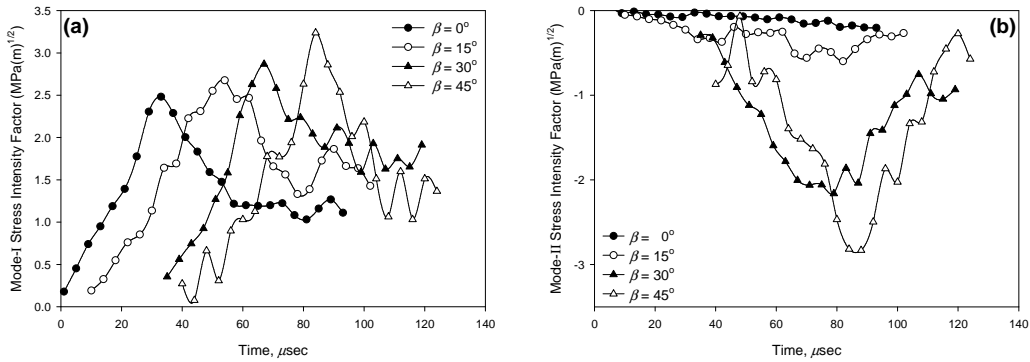 (a)
β = 0°
β = 15°
β = 30°
β = 45°
Mode-I Stress Intensity Factor (MPa(m)^1/2)
3.5
3.0
2.5
2.0
1.5
1.0
0.5
0.0
0 20 40 60 80 100 120 140
Time, μsec
(b)
β = 0°
β = 15°
β = 30°
β = 45°
Mode-II Stress Intensity Factor (MPa(m)^1/2)
-0
-1
-2
-3
0 20 40 60 80 100 120 140
Time, μsec